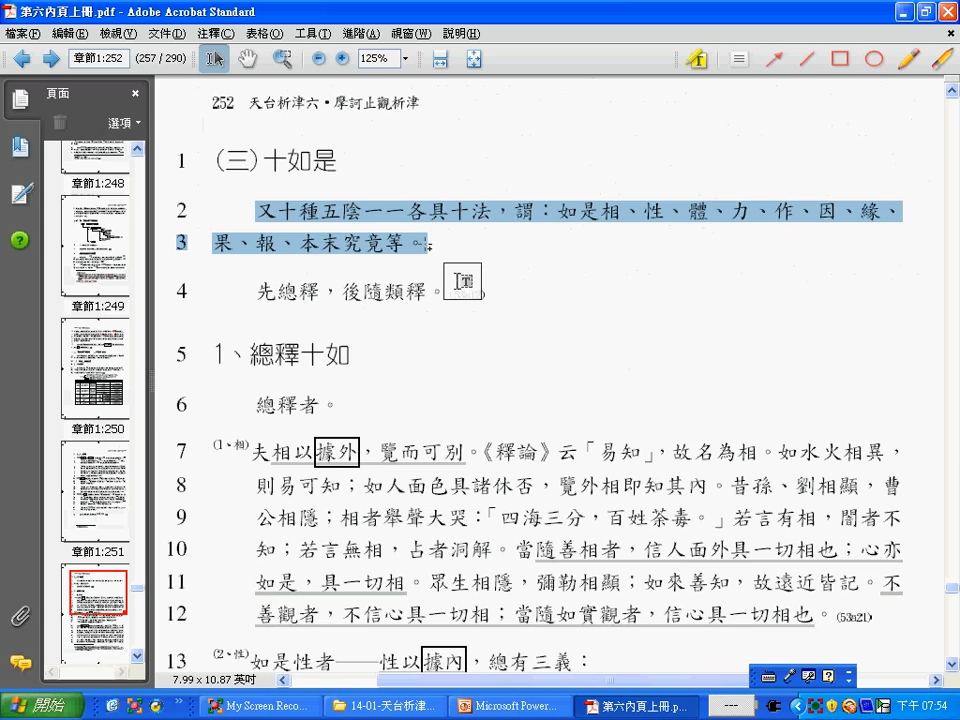 第六內頁上冊.pdf - Adobe Acrobat Standard
檔案(F) 編輯(E) 檢視(V) 文件(D) 注釋(C) 表格(O) 工具(T) 進階(A) 視窗(W) 說明(H)
章節1:252 (257 / 290) 125%
頁面
選項
章節1:248
章節1:249
章節1:250
章節1:251
252 天台析津六・摩訶止觀析津
1 (三)十如是
2 又十種五陰一一各具十法，謂：如是相、性、體、力、作、因、緣、
3 果、報、本末究竟等。
4 先總釋，後隨類釋。
5 1、總釋十如
6 總釋者。
7 (1、相)夫相以據外，覽而可別。《釋論》云「易知」，故名為相。如水火相異，
8 則易可知；如人面色具諸休否，覽外相即知其內。昔孫、劉相顯，曹
9 公相隱；相者舉聲大哭：「四海三分，百姓荼毒。」若言有相，闇者不
10 知；若言無相，占者洞解。當隨善相者，信人面外具一切相也；心亦
11 如是，具一切相。眾生相隱，彌勒相顯；如來善知，故遠近皆記。不
12 善觀者，不信心具一切相；當隨如實觀者，信心具一切相也。(53a21)
13 (2、性)如是性者——性以據內，總有三義：
7.99 x 10.87 英吋
開始 My Screen Reco... 14-01-天台析津... Microsoft Power... 第六內頁上冊.p... 下午 07:54